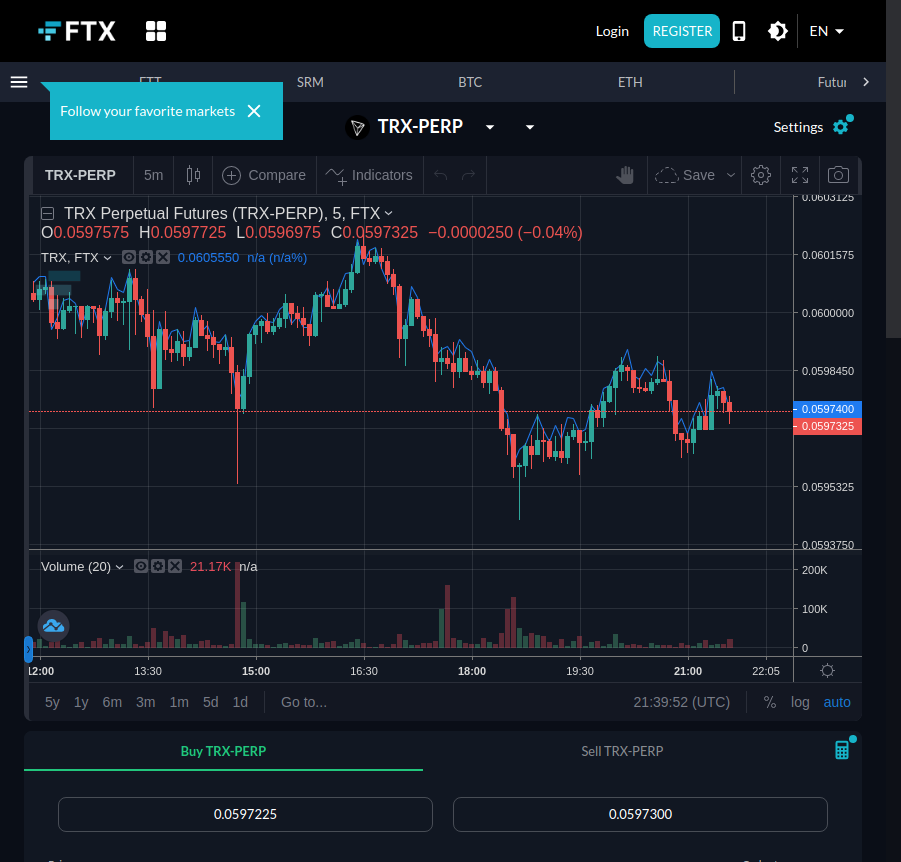 FTX
Login
REGISTER
EN
SRM
BTC
ETH
Futur
Follow your favorite markets
TRX-PERP
Settings
TRX-PERP
5m
Compare
Indicators
Save
TRX Perpetual Futures (TRX-PERP), 5, FTX
O0.0597575 H0.0597725 L0.0596975 C0.0597325 −0.0000250 (−0.04%)
TRX, FTX
0.0605550 n/a (n/a%)
0.0603125
0.0601575
0.0600000
0.0598450
0.0597400
0.0597325
0.0595325
0.0593750
Volume (20)
21.17K n/a
200K
100K
0
12:00
13:30
15:00
16:30
18:00
19:30
21:00
22:05
5y 1y 6m 3m 1m 5d 1d
Go to...
21:39:52 (UTC)
%
log
auto
Buy TRX-PERP
Sell TRX-PERP
0.0597225
0.0597300